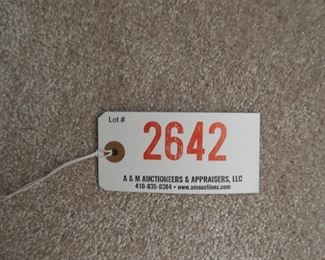 Lot #
2642
A & M AUCTIONEERS & APPRAISERS, LLC
410-835-0384 • www.amauctions.com